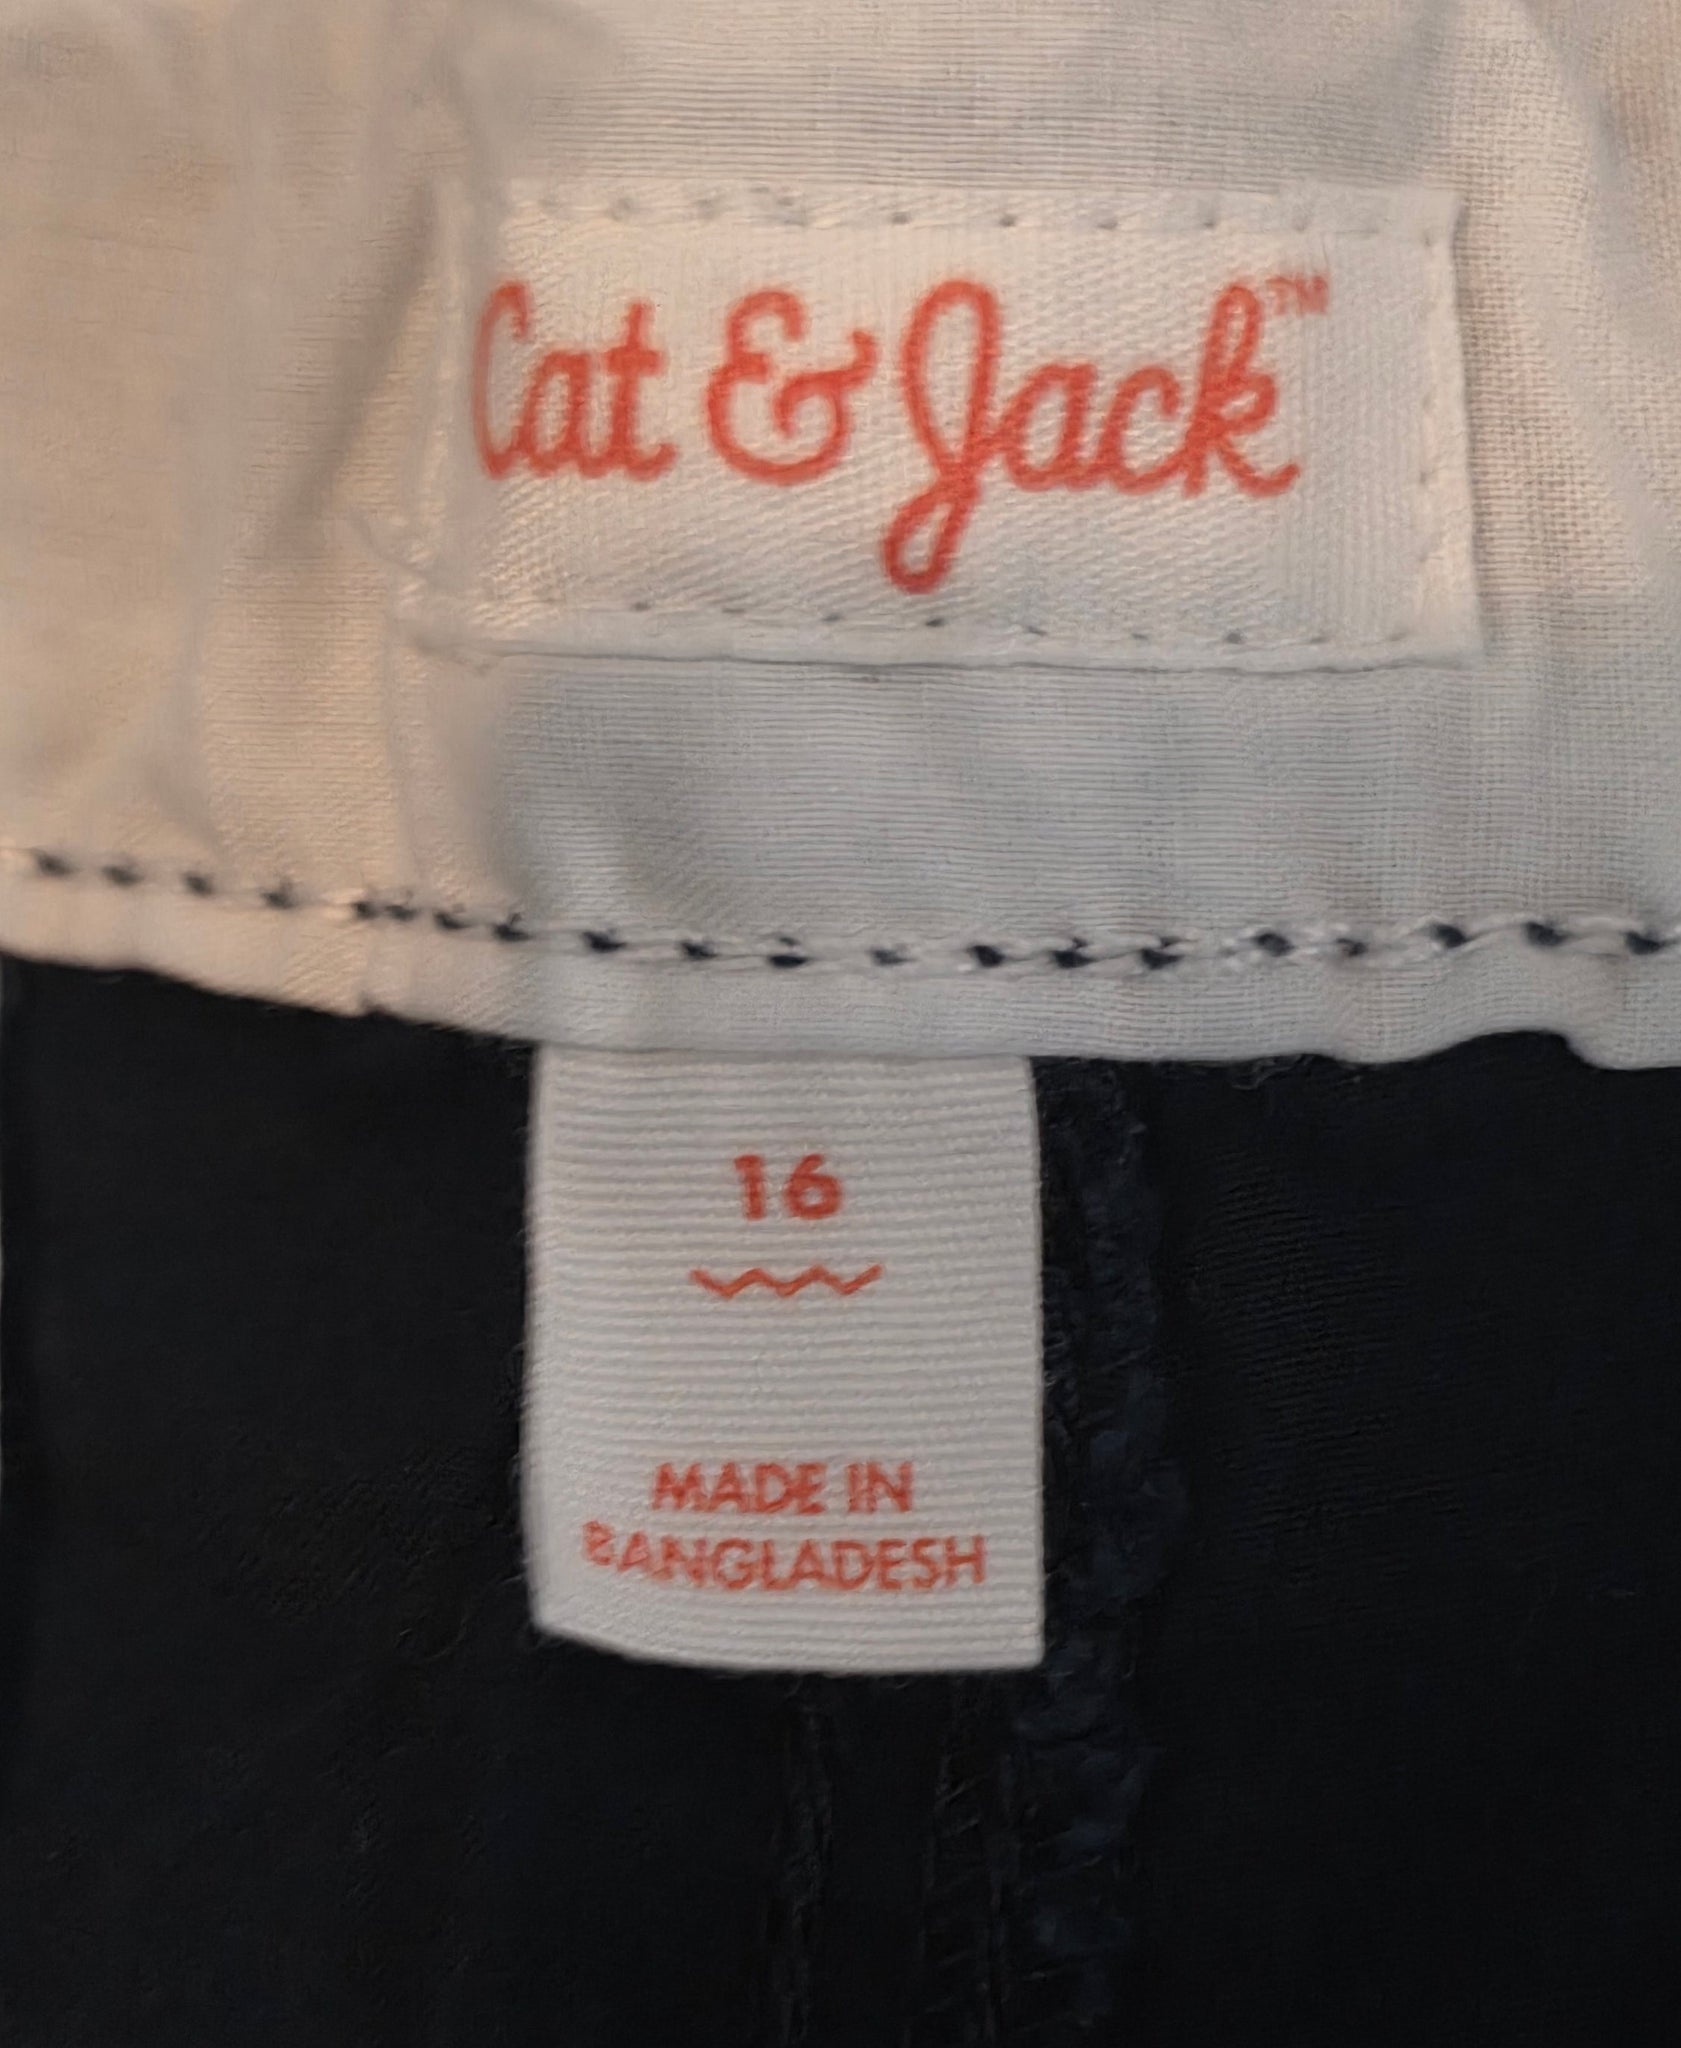 Cat & Jack™
16
MADE IN
BANGLADESH